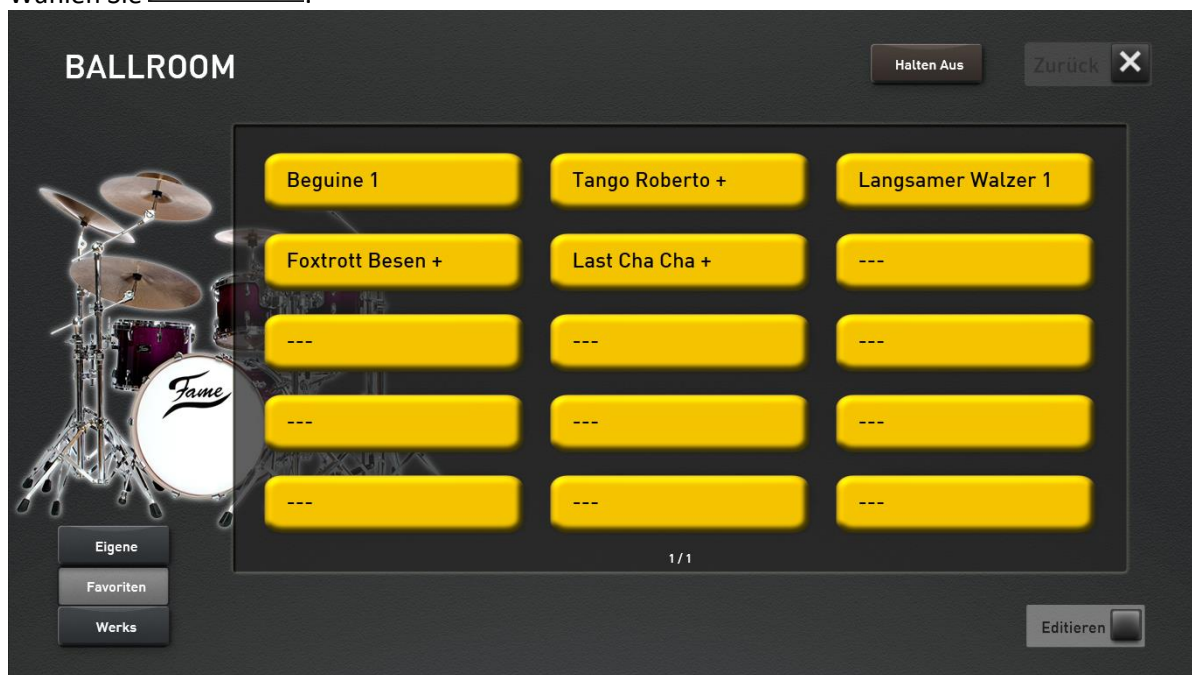 BALLROOM
Halten Aus
Zurück
Beguine 1
Tango Roberto +
Langsamer Walzer 1
Foxtrott Besen +
Last Cha Cha +
---
---
---
---
---
---
---
---
---
---
Fame
1 / 1
Eigene
Favoriten
Werks
Editieren